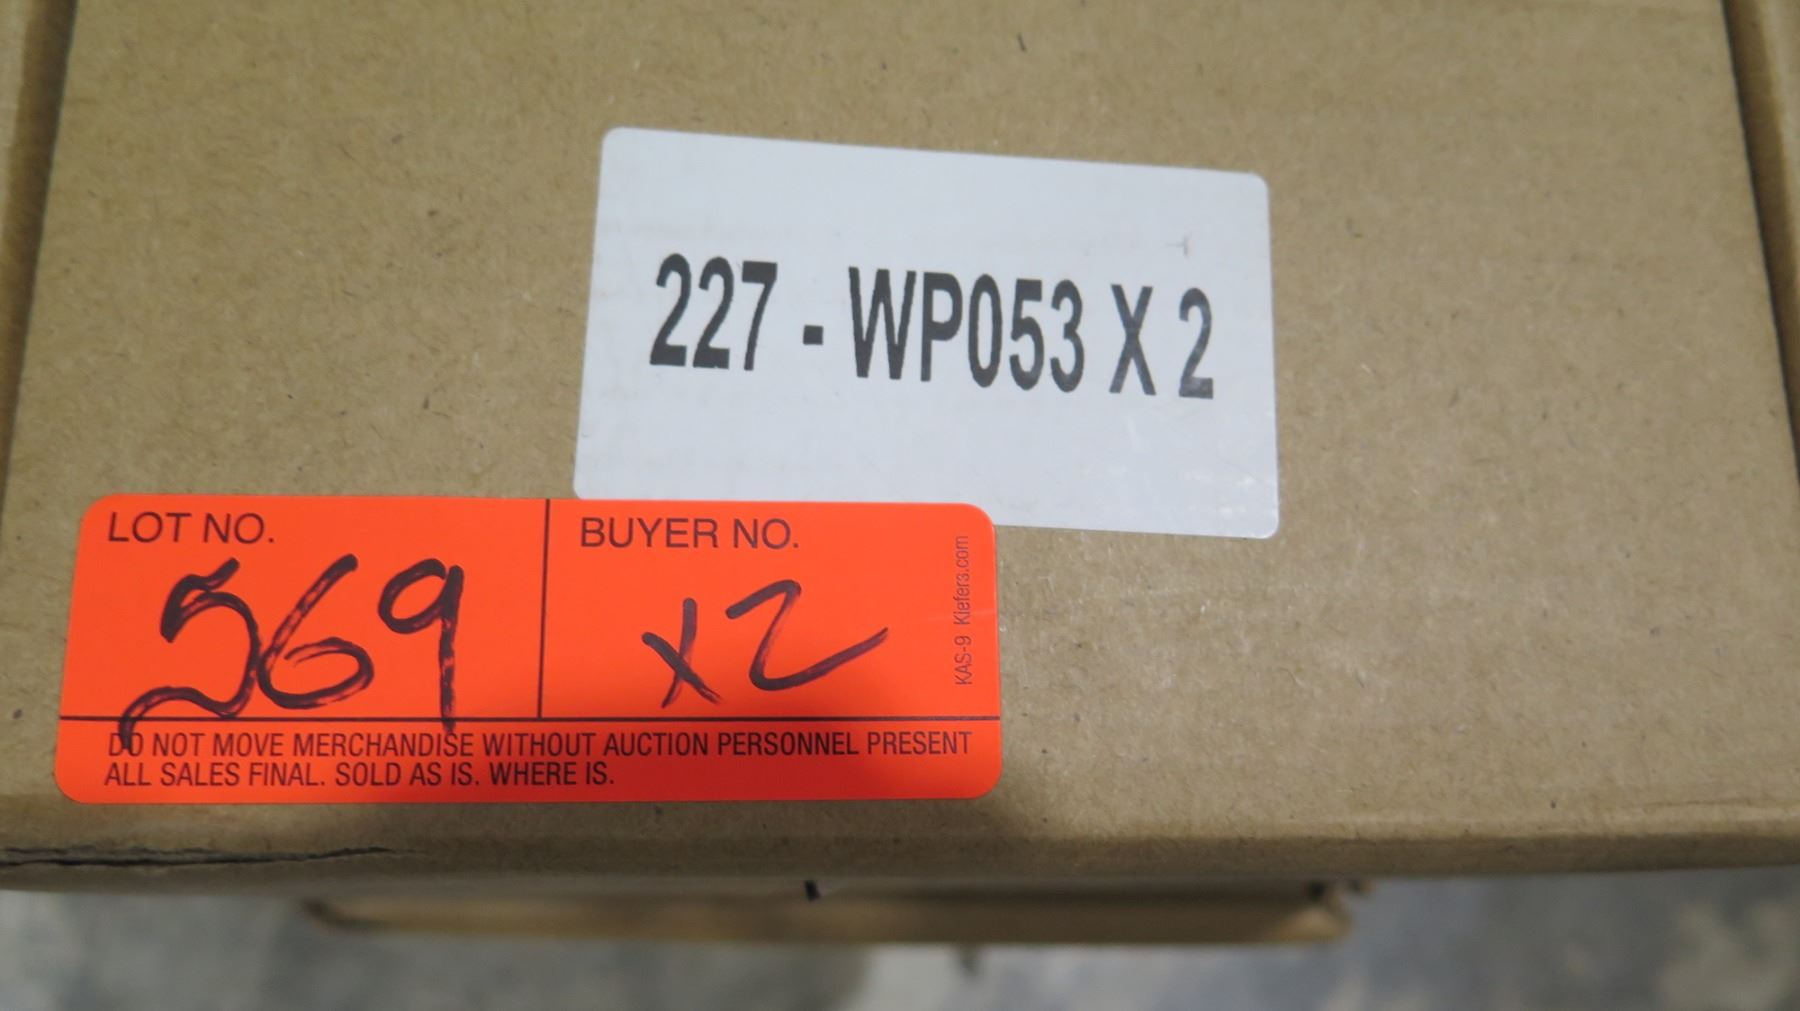 227 - WP053 X 2
LOT NO.
569
BUYER NO.
x2
KAS-9 Kiefers.com
DO NOT MOVE MERCHANDISE WITHOUT AUCTION PERSONNEL PRESENT
ALL SALES FINAL. SOLD AS IS. WHERE IS.